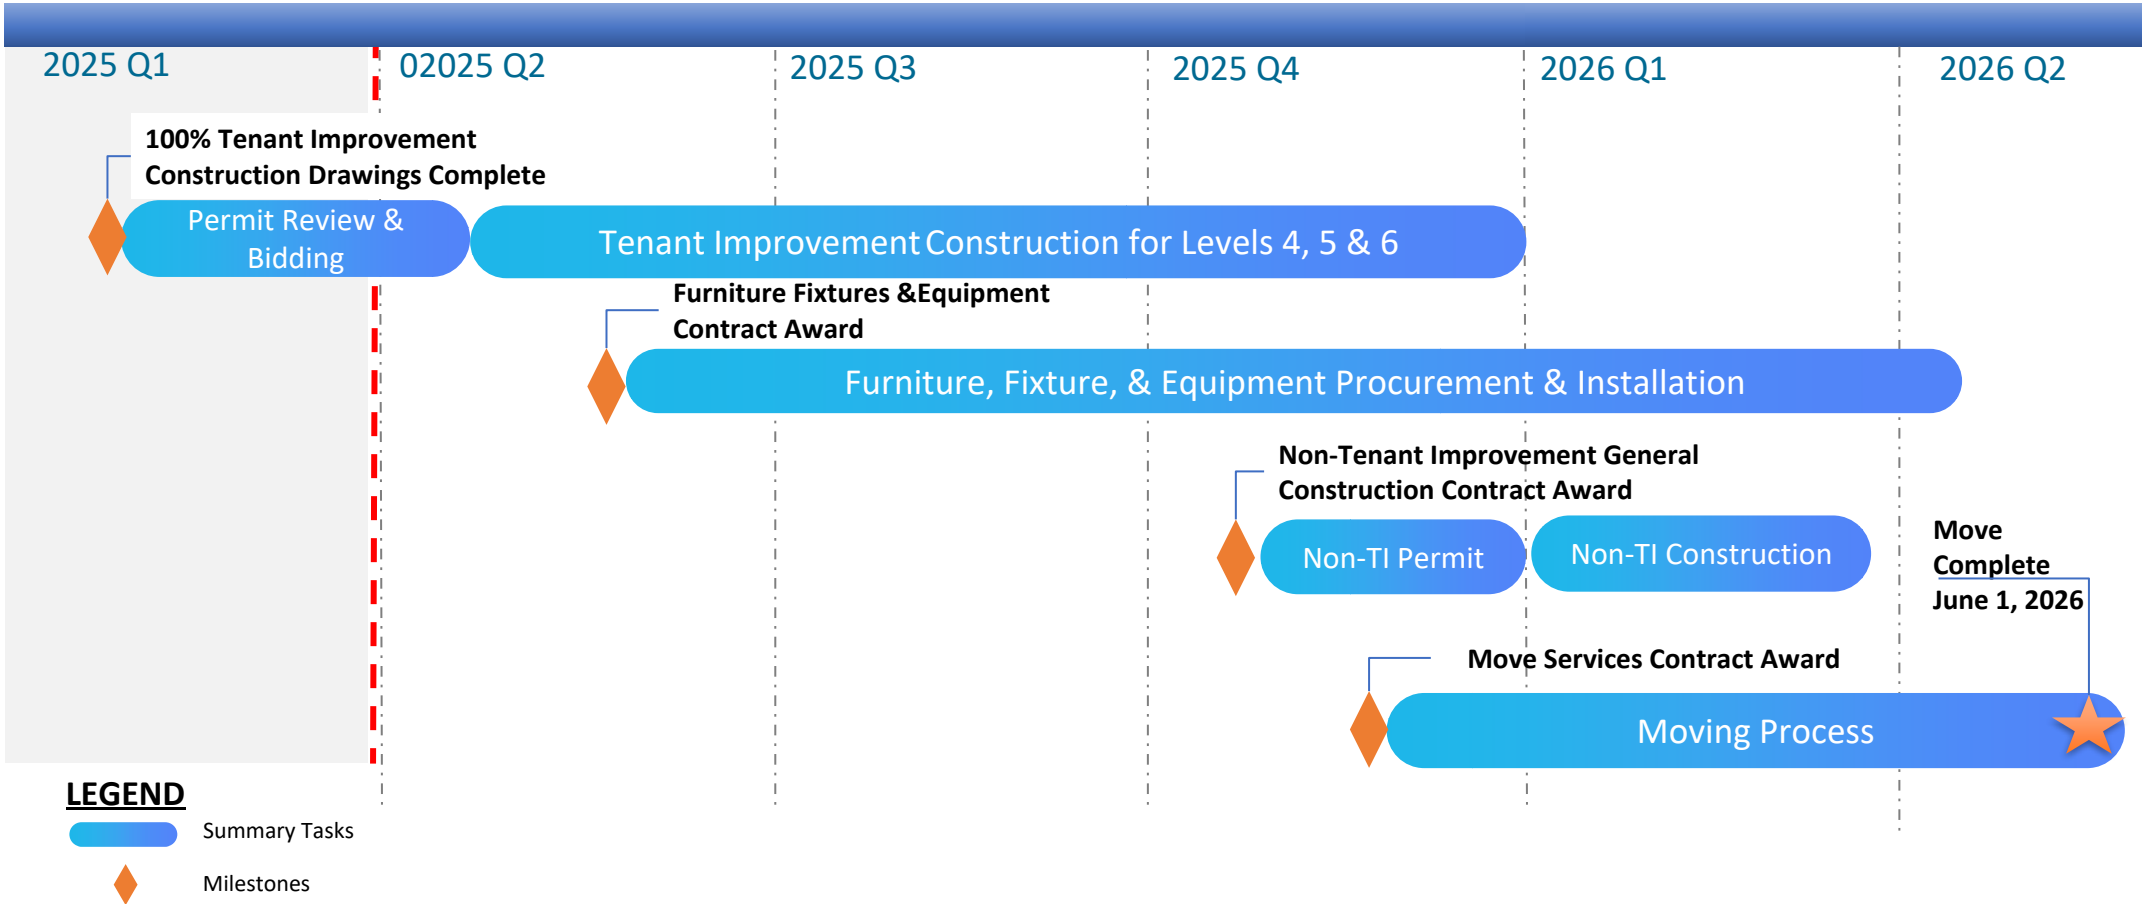 2025 Q1
02025 Q2
2025 Q3
2025 Q4
2026 Q1
2026 Q2
100% Tenant Improvement
Construction Drawings Complete
Permit Review &
Bidding
Tenant Improvement Construction for Levels 4, 5 & 6
Furniture Fixtures &Equipment
Contract Award
Furniture, Fixture, & Equipment Procurement & Installation
Non-Tenant Improvement General
Construction Contract Award
Non-TI Permit
Non-TI Construction
Move
Complete
June 1, 2026
Move Services Contract Award
Moving Process
LEGEND
Summary Tasks
Milestones